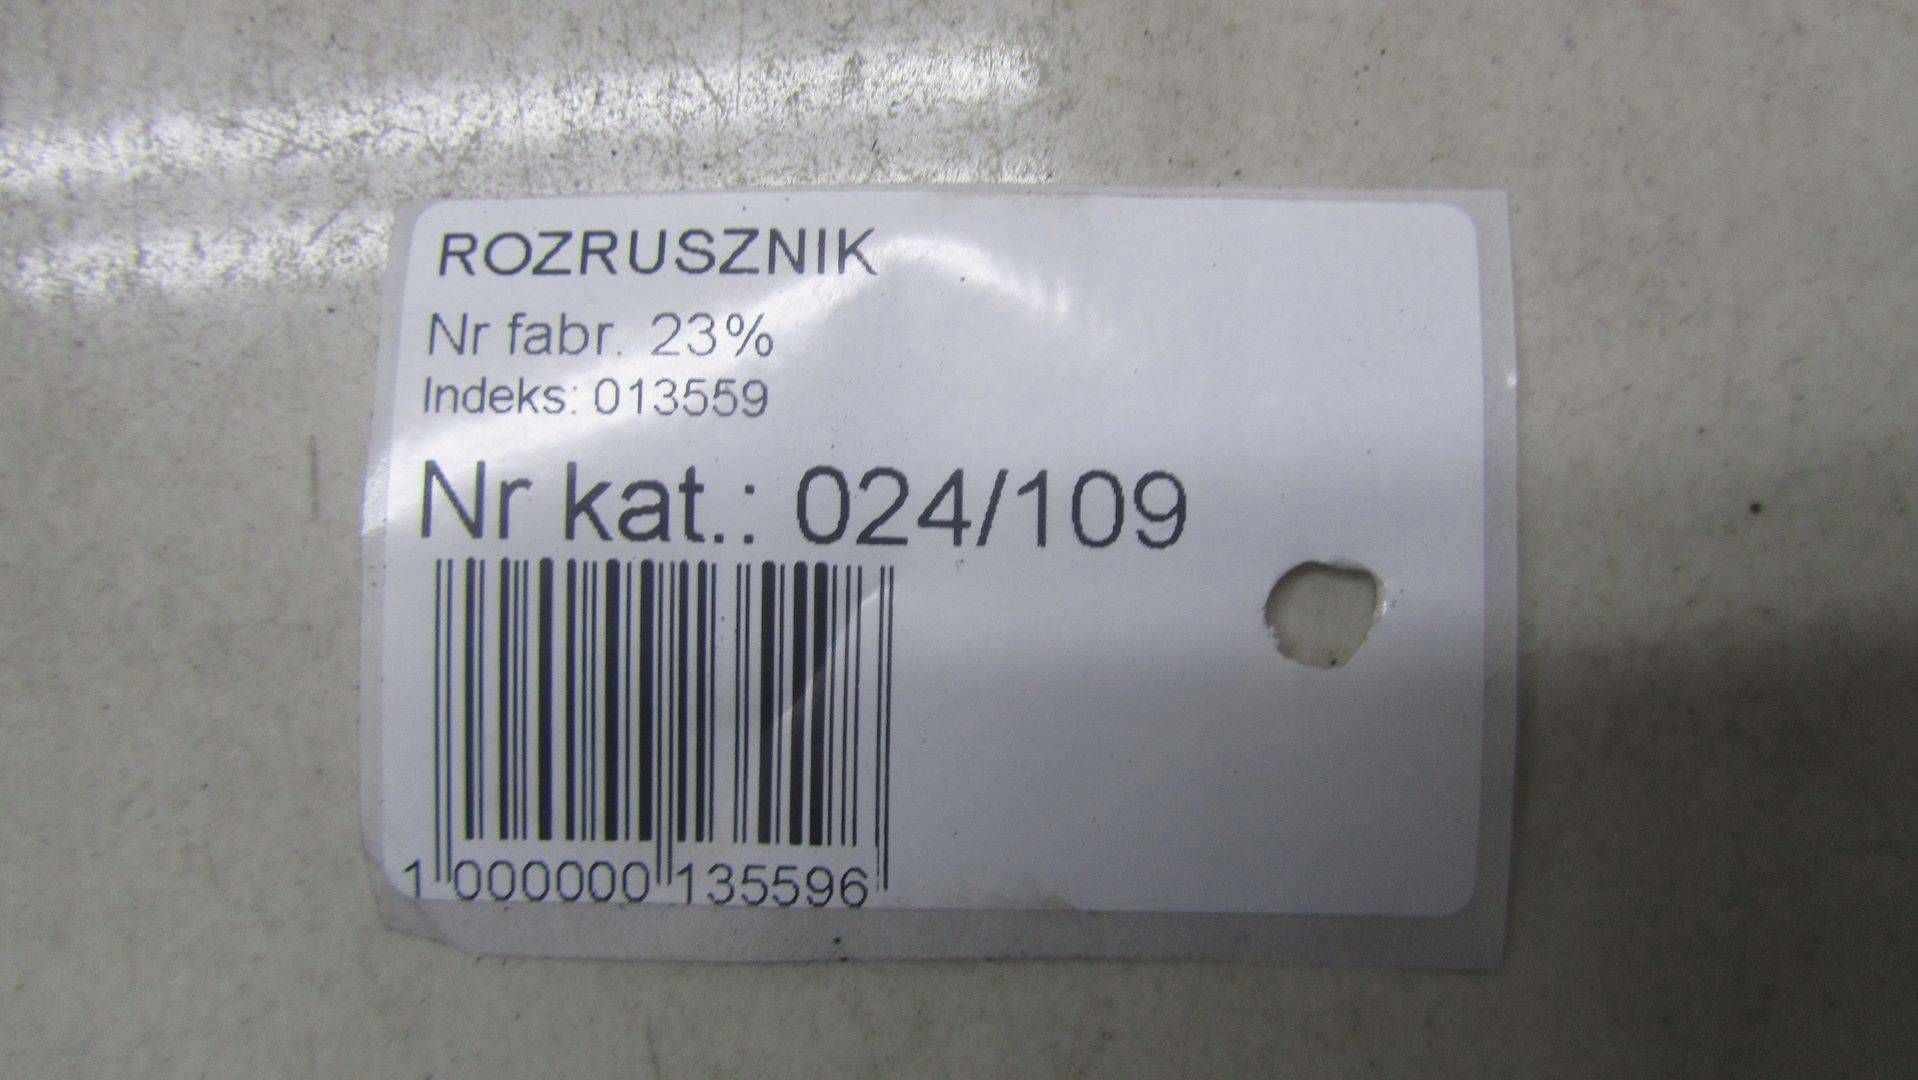 ROZRUSZNIK
Nr fabr. 23%
Indeks: 013559
Nr kat.: 024/109
1 000000 135596